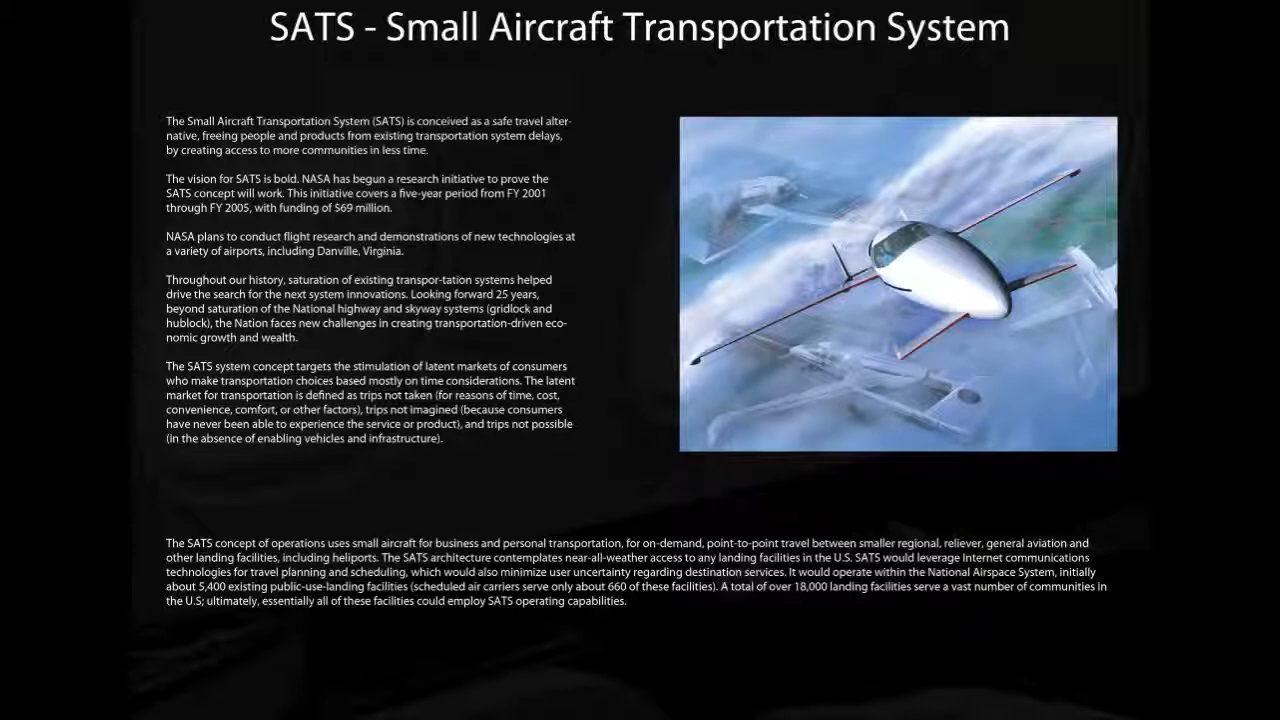 SATS - Small Aircraft Transportation System
The Small Aircraft Transportation System (SATS) is conceived as a safe travel alter-
native, freeing people and products from existing transportation system delays,
by creating access to more communities in less time.
The vision for SATS is bold. NASA has begun a research initiative to prove the
SATS concept will work. This initiative covers a five-year period from FY 2001
through FY 2005, with funding of $69 million.
NASA plans to conduct flight research and demonstrations of new technologies at
a variety of airports, including Danville, Virginia.
Throughout our history, saturation of existing transpor-tation systems helped
drive the search for the next system innovations. Looking forward 25 years,
beyond saturation of the National highway and skyway systems (gridlock and
hublock), the Nation faces new challenges in creating transportation-driven eco-
nomic growth and wealth.
The SATS system concept targets the stimulation of latent markets of consumers
who make transportation choices based mostly on time considerations. The latent
market for transportation is defined as trips not taken (for reasons of time, cost,
convenience, comfort, or other factors), trips not imagined (because consumers
have never been able to experience the service or product), and trips not possible
(in the absence of enabling vehicles and infrastructure).
The SATS concept of operations uses small aircraft for business and personal transportation, for on-demand, point-to-point travel between smaller regional, reliever, general aviation and
other landing facilities, including heliports. The SATS architecture contemplates near-all-weather access to any landing facilities in the U.S. SATS would leverage Internet communications
technologies for travel planning and scheduling, which would also minimize user uncertainty regarding destination services. It would operate within the National Airspace System, initially
about 5,400 existing public-use-landing facilities (scheduled air carriers serve only about 660 of these facilities). A total of over 18,000 landing facilities serve a vast number of communities in
the U.S; ultimately, essentially all of these facilities could employ SATS operating capabilities.